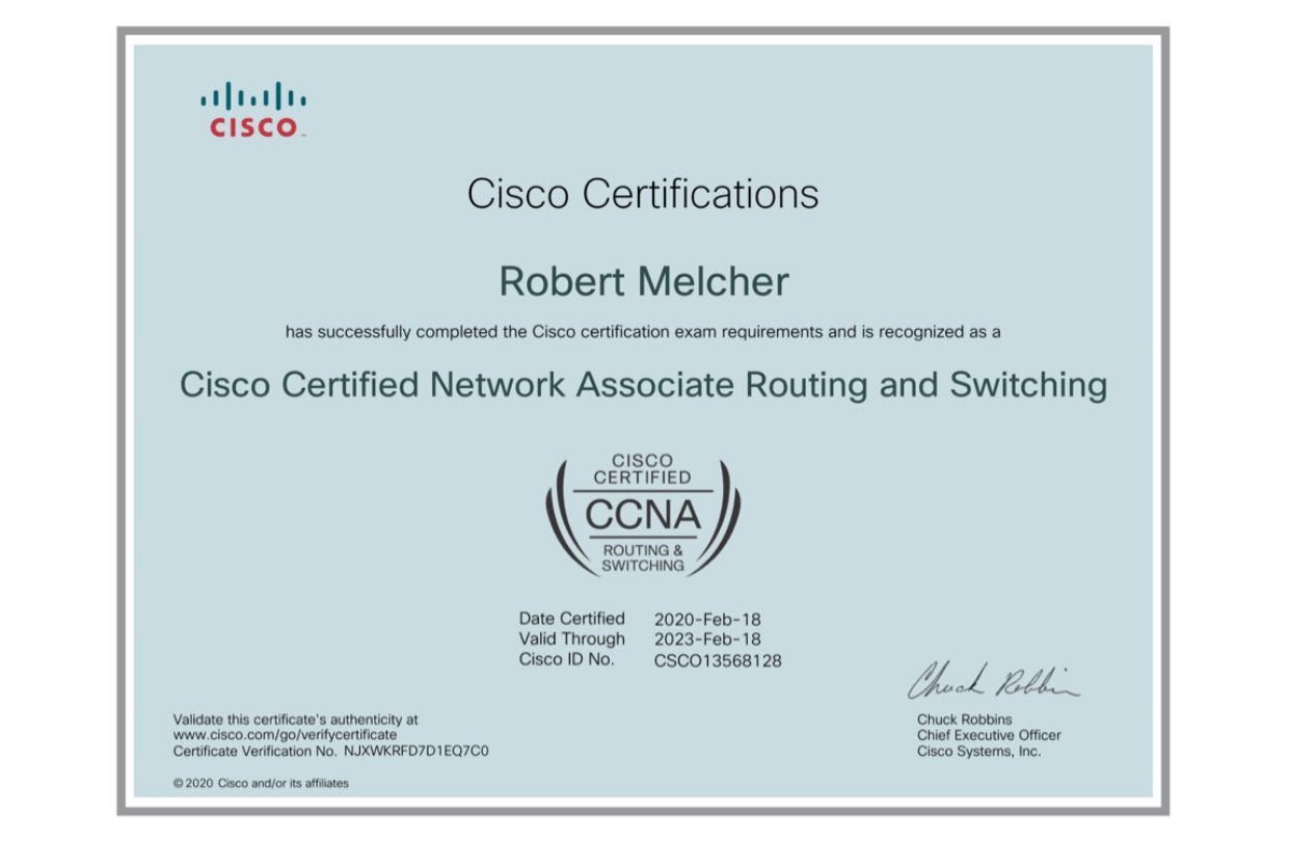 CISCO
Cisco Certifications
Robert Melcher
has successfully completed the Cisco certification exam requirements and is recognized as a
Cisco Certified Network Associate Routing and Switching
CISCO
CERTIFIED
CCNA
ROUTING &
SWITCHING
Date Certified 2020-Feb-18
Valid Through 2023-Feb-18
Cisco ID No. CSCO13568128
Chuck Robbins
Validate this certificate's authenticity at
www.cisco.com/go/verifycertificate
Certificate Verification No. NJXWKRFD7D1EQ7C0
© 2020 Cisco and/or its affiliates
Chuck Robbins
Chief Executive Officer
Cisco Systems, Inc.